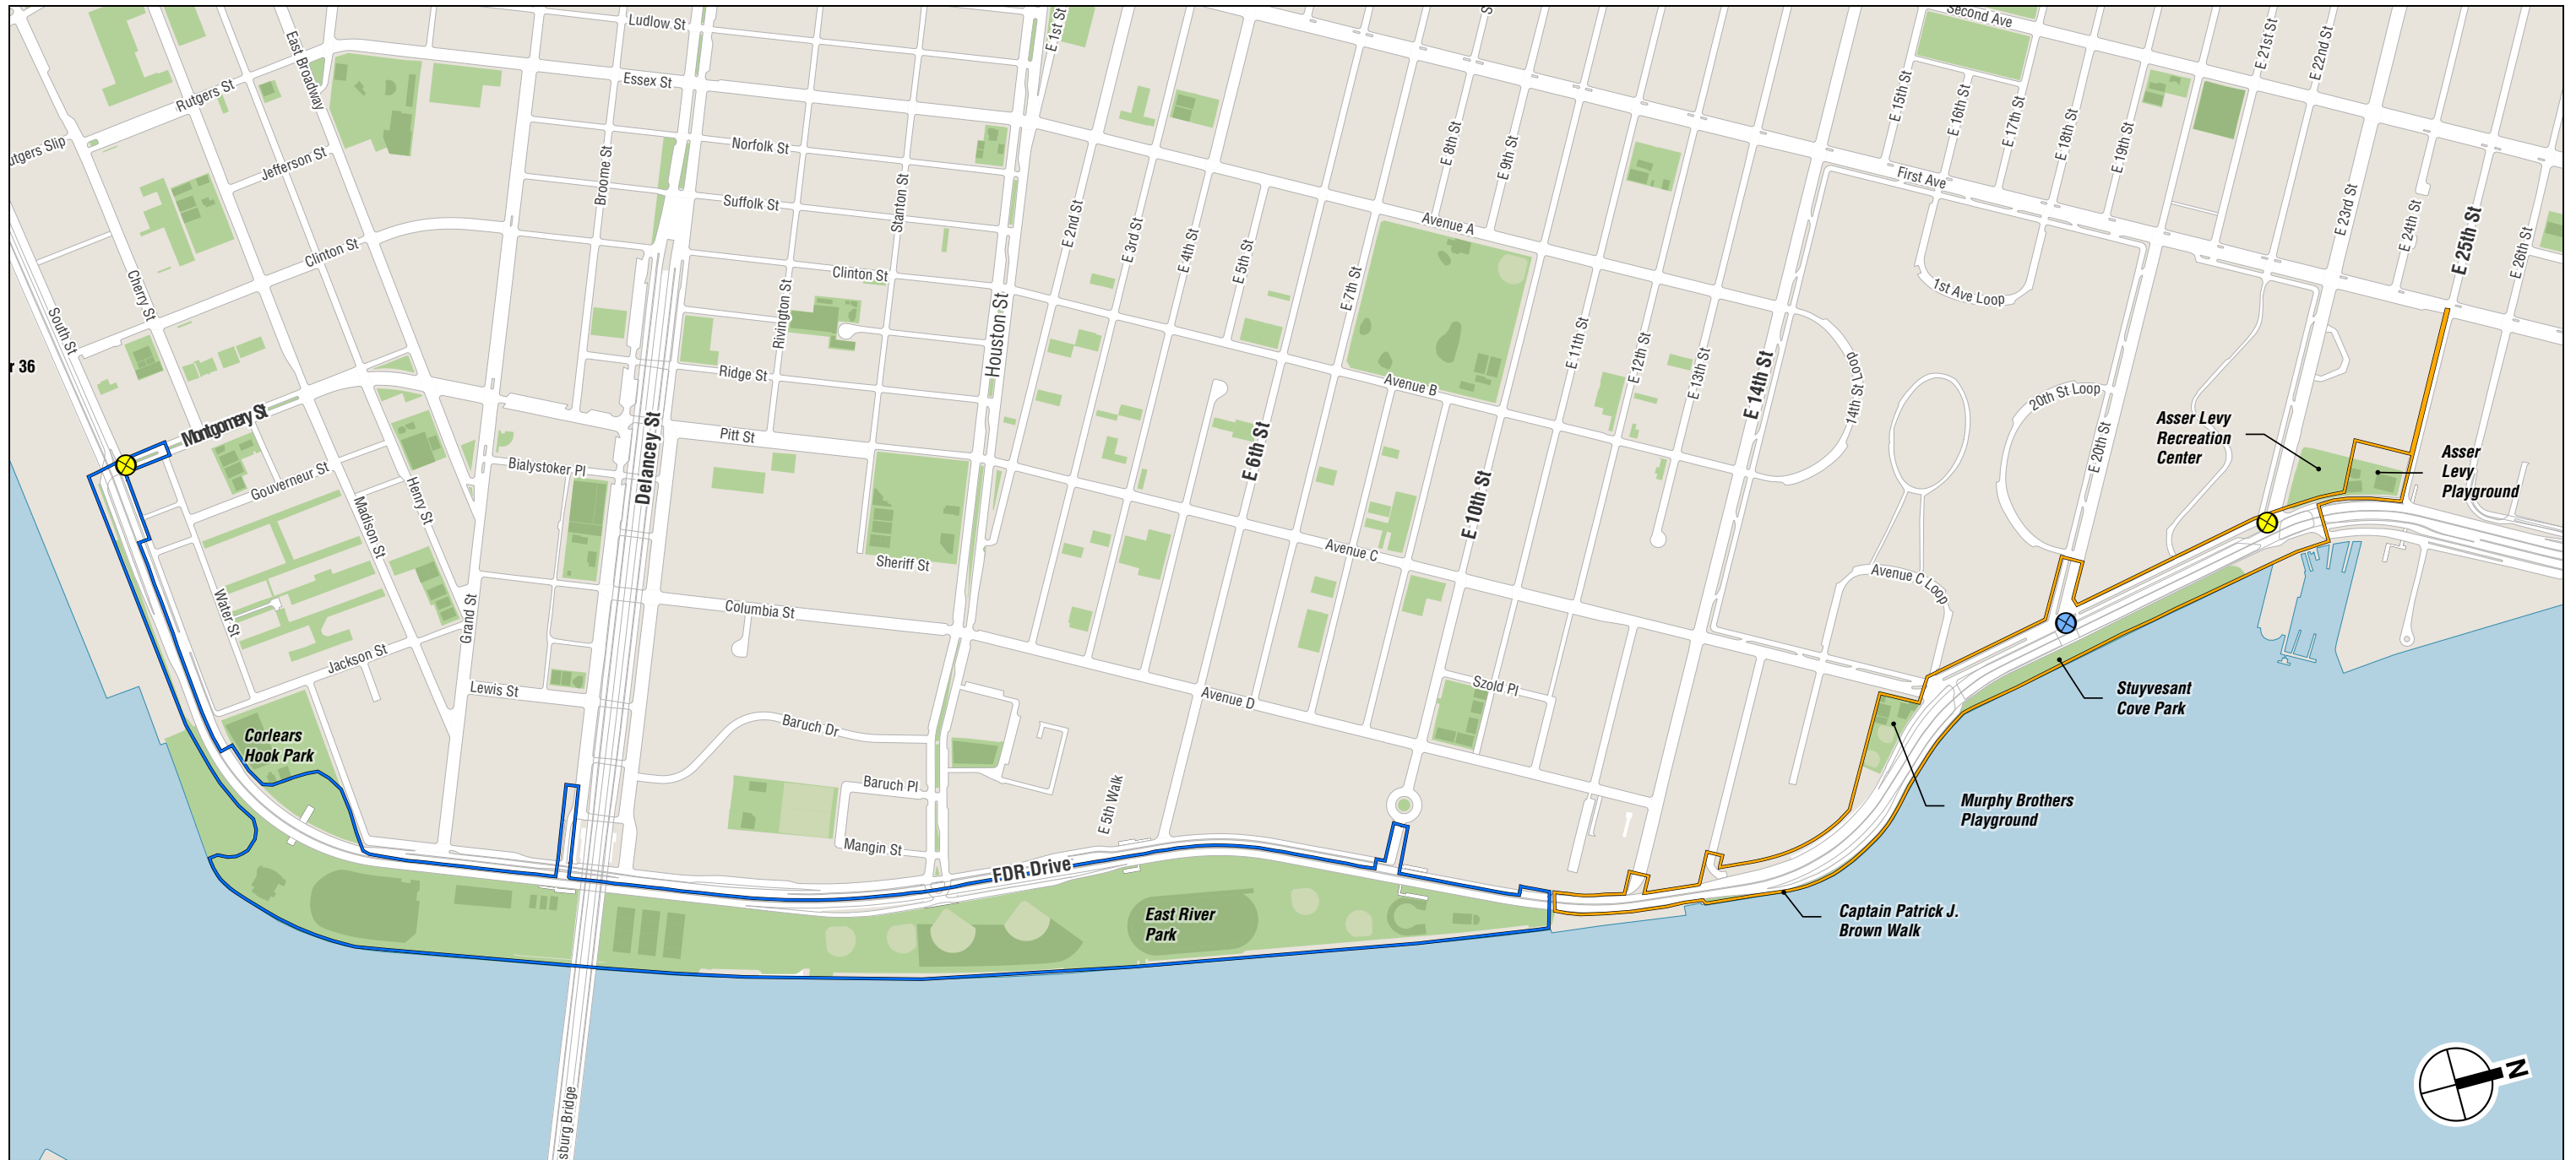 Ludlow St
E 1st St
Second Ave
E 21st St
E 22nd St
East Broadway
Essex St
Rutgers St
E 15th St
E 16th St
E 17th St
E 18th St
E 19th St
utgers Slip
Jefferson St
Broome St
Norfolk St
E 8th St
E 9th St
First Ave
Suffolk St
Stanton St
E 2nd St
E 3rd St
E 4th St
E 5th St
Avenue A
E 23rd St
E 24th St
E 25th St
E 26th St
Clinton St
Clinton St
Cherry St
South St
Rivington St
Houston St
E 7th St
1st Ave Loop
r 36
Ridge St
Avenue B
E 11th St
E 12th St
E 13th St
E 14th St
14th St Loop
20th St Loop
E 20th St
Asser Levy
Recreation
Center
Asser
Levy
Playground
Montgomery St
Pitt St
Delancey St
Bialystoker Pl
Gouverneur St
Henry St
Madison St
E 6th St
E 10th St
Avenue C
Sheriff St
Avenue C Loop
Water St
Grand St
Columbia St
Jackson St
Lewis St
Szold Pl
Avenue D
Stuyvesant
Cove Park
Corlears
Hook Park
Baruch Dr
Baruch Pl
E 5th Walk
Mangin St
FDR Drive
Murphy Brothers
Playground
East River
Park
Captain Patrick J.
Brown Walk
sburg Bridge
N